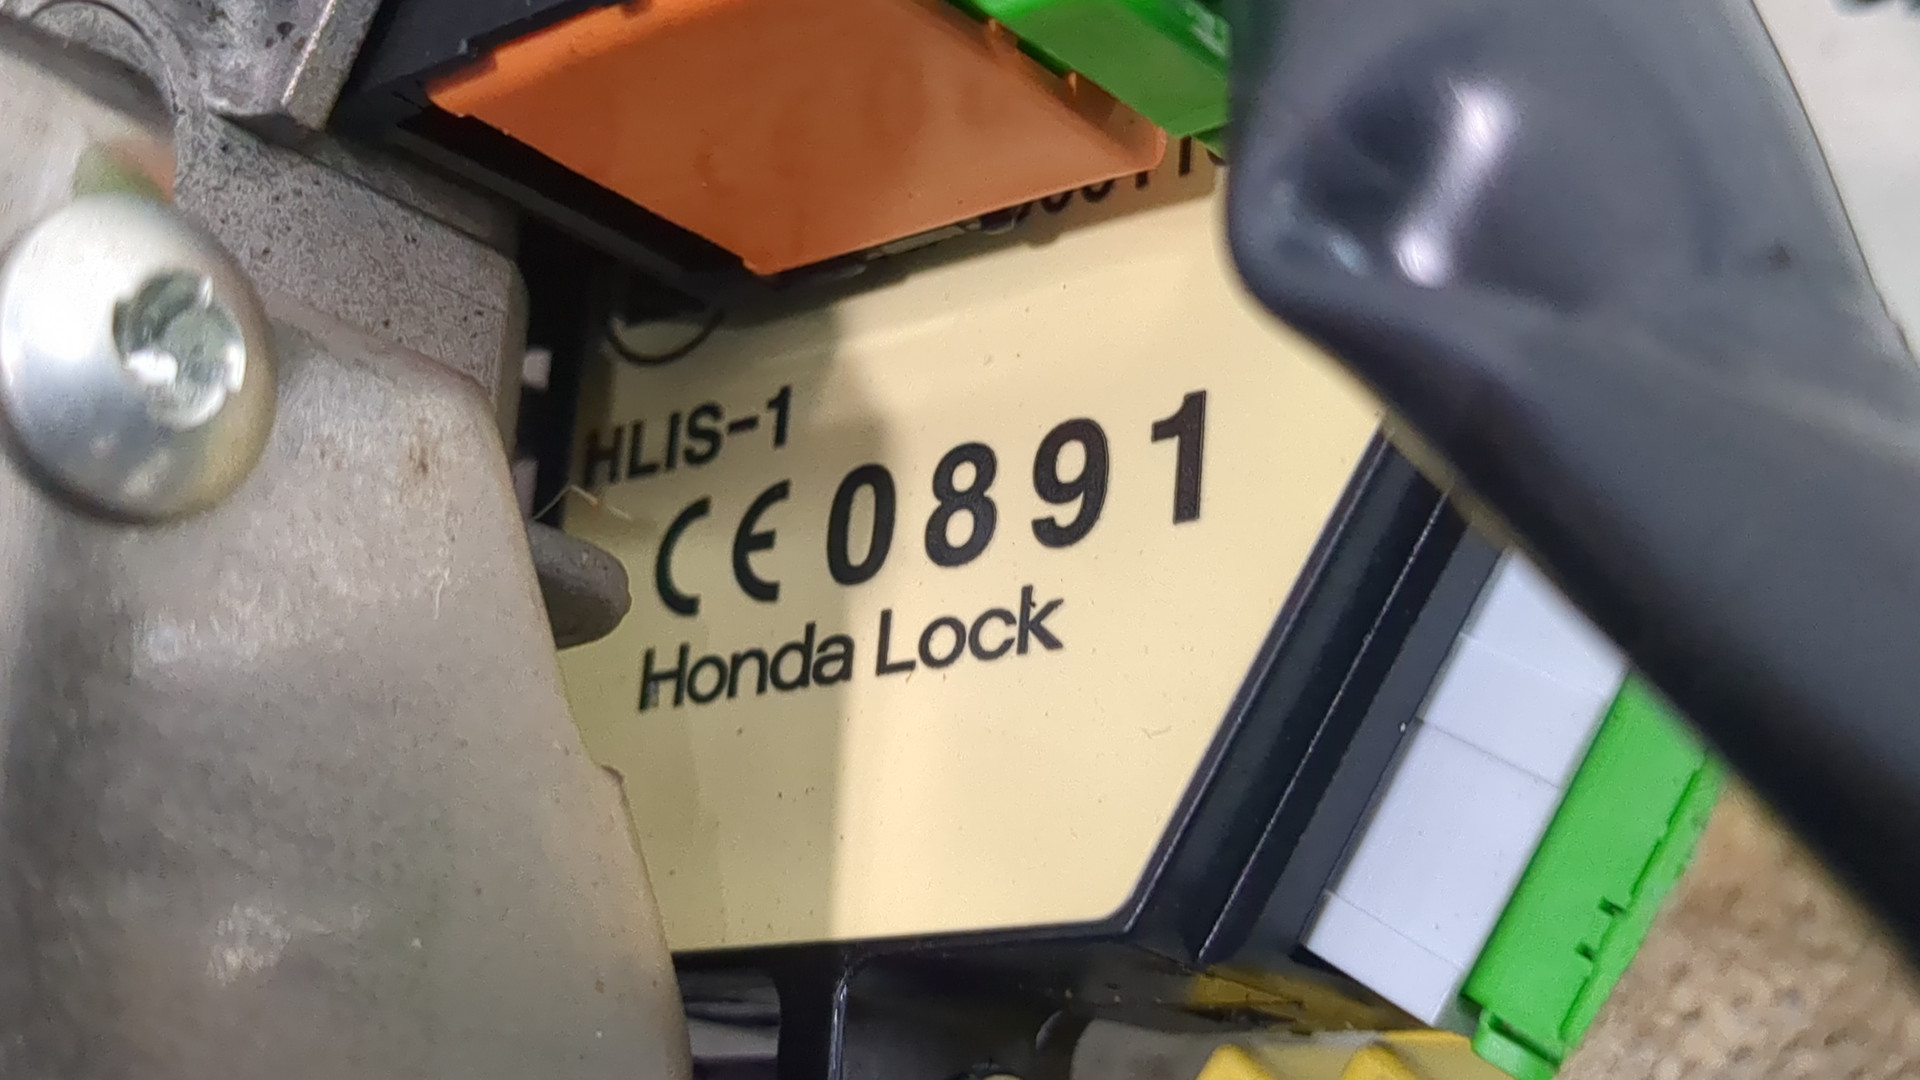 HLIS-1
CE 0891
Honda Lock